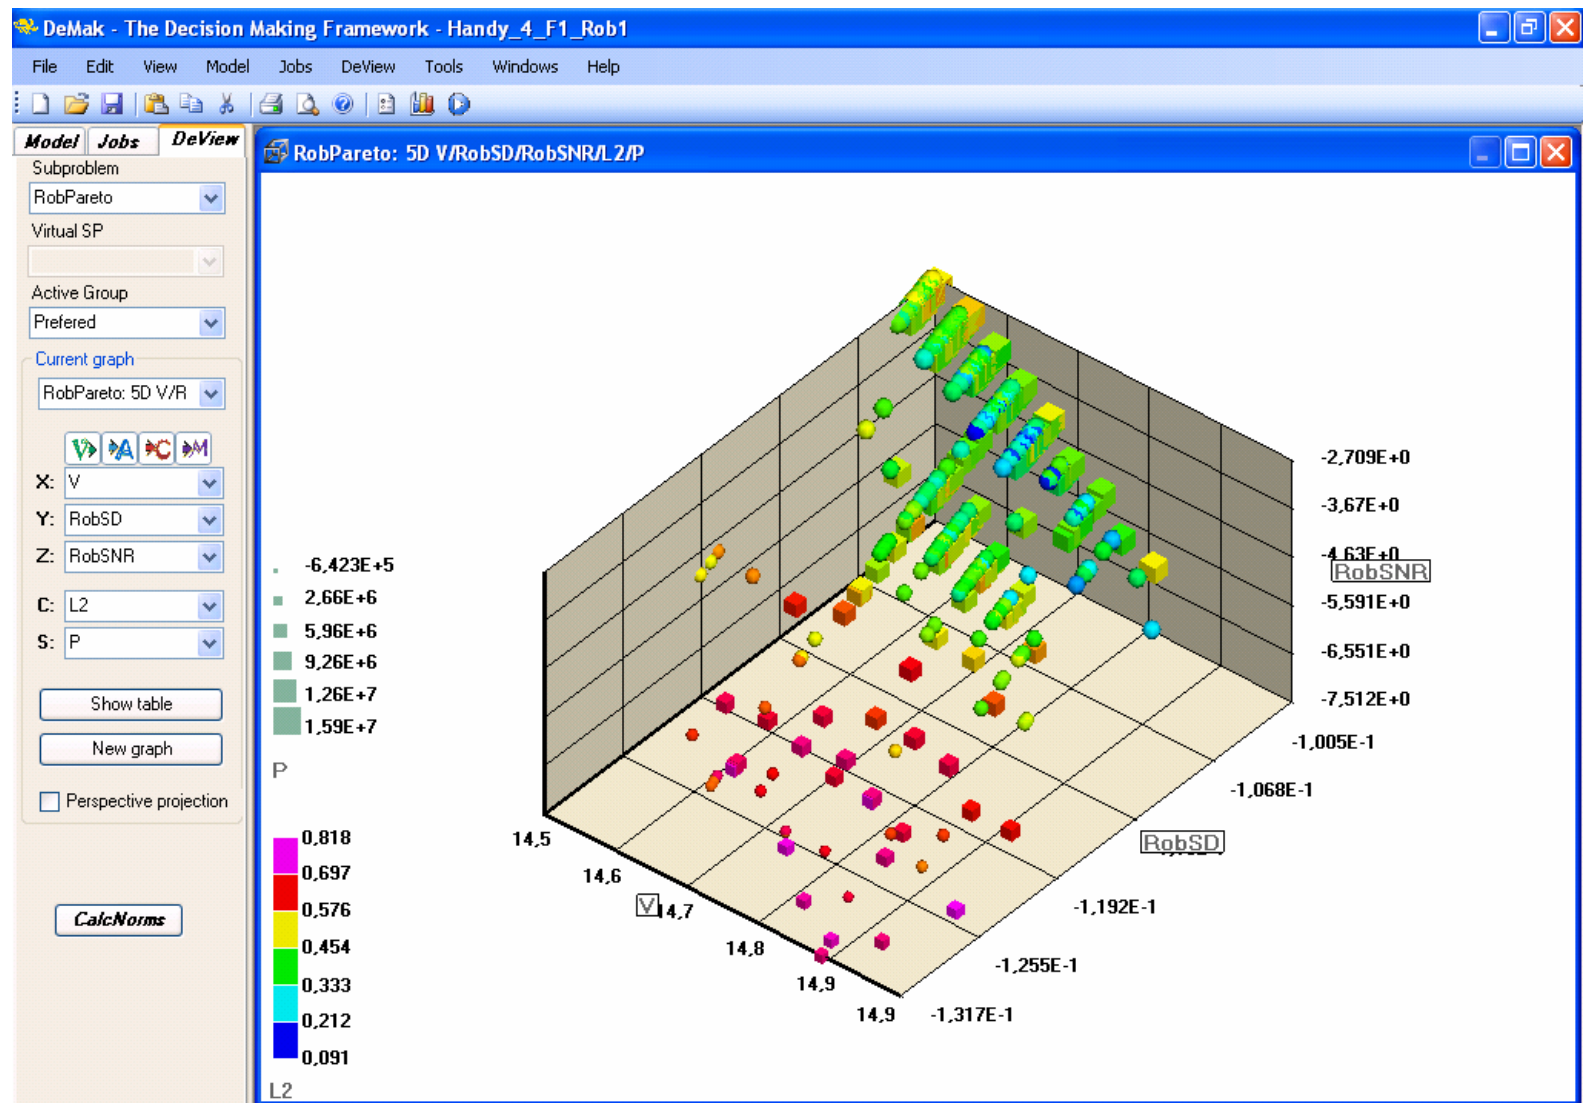 DeMak - The Decision Making Framework - Handy_4_F1_Rob1
File Edit View Model Jobs DeView Tools Windows Help
Model Jobs DeView
Subproblem
RobPareto
Virtual SP
Active Group
Prefered
Current graph
RobPareto: 5D V/R
V A C M
X: V
Y: RobSD
Z: RobSNR
C: L2
S: P
Show table
New graph
Perspective projection
CalcNorms
RobPareto: 5D V/RobSD/RobSNR/L2/P
-6,423E+5
2,66E+6
5,96E+6
9,26E+6
1,26E+7
1,59E+7
P
0,818
0,697
0,576
0,454
0,333
0,212
0,091
L2
14,5
14,6
V
14,7
14,8
14,9
14,9
-1,317E-1
-1,255E-1
-1,192E-1
RobSD
-1,068E-1
-1,005E-1
-2,709E+0
-3,67E+0
-4,63E+0
RobSNR
-5,591E+0
-6,551E+0
-7,512E+0